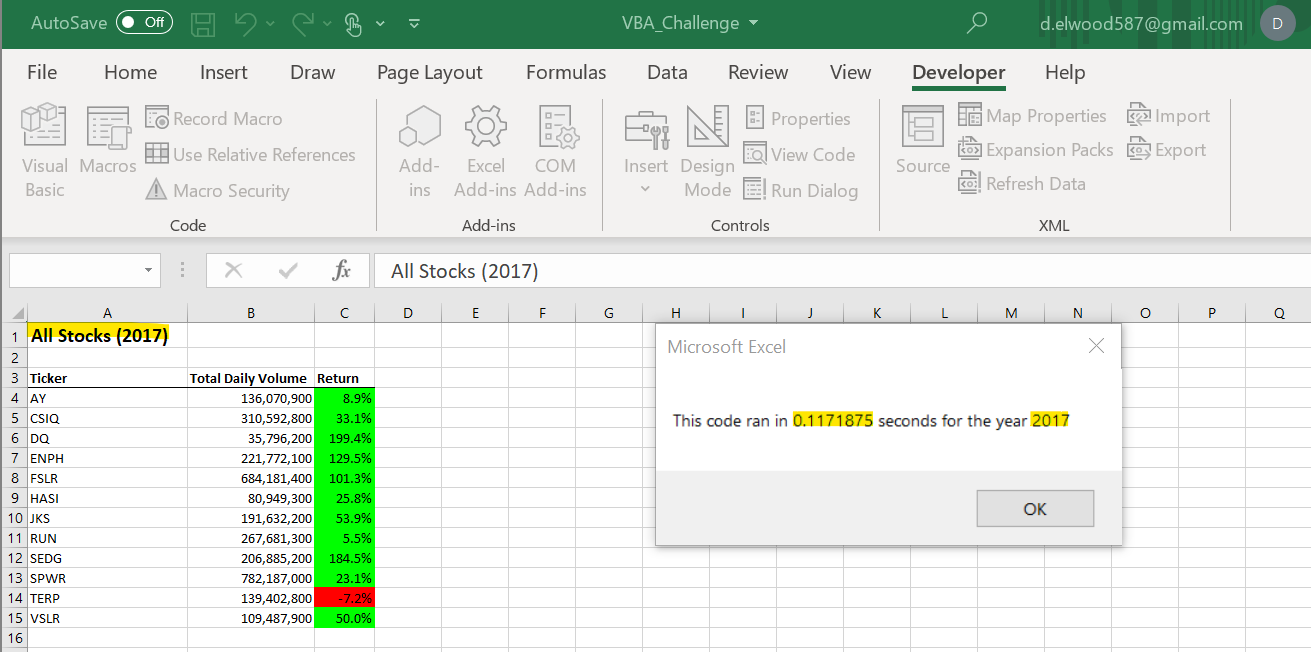 AutoSave Off VBA_Challenge d.elwood587@gmail.com D
File Home Insert Draw Page Layout Formulas Data Review View Developer Help
Visual Basic
Macros
Record Macro
Use Relative References
Macro Security
Code
Add-ins
Excel Add-ins
COM Add-ins
Add-ins
Insert
Design Mode
Properties
View Code
Run Dialog
Controls
Source
Map Properties
Expansion Packs
Refresh Data
Import
Export
XML
fx All Stocks (2017)
A B C D E F G H I J K L M N O P Q
1 All Stocks (2017)
2
3 Ticker Total Daily Volume Return
4 AY 136,070,900 8.9%
5 CSIQ 310,592,800 33.1%
6 DQ 35,796,200 199.4%
7 ENPH 221,772,100 129.5%
8 FSLR 684,181,400 101.3%
9 HASI 80,949,300 25.8%
10 JKS 191,632,200 53.9%
11 RUN 267,681,300 5.5%
12 SEDG 206,885,200 184.5%
13 SPWR 782,187,000 23.1%
14 TERP 139,402,800 -7.2%
15 VSLR 109,487,900 50.0%
16
Microsoft Excel
This code ran in 0.1171875 seconds for the year 2017
OK